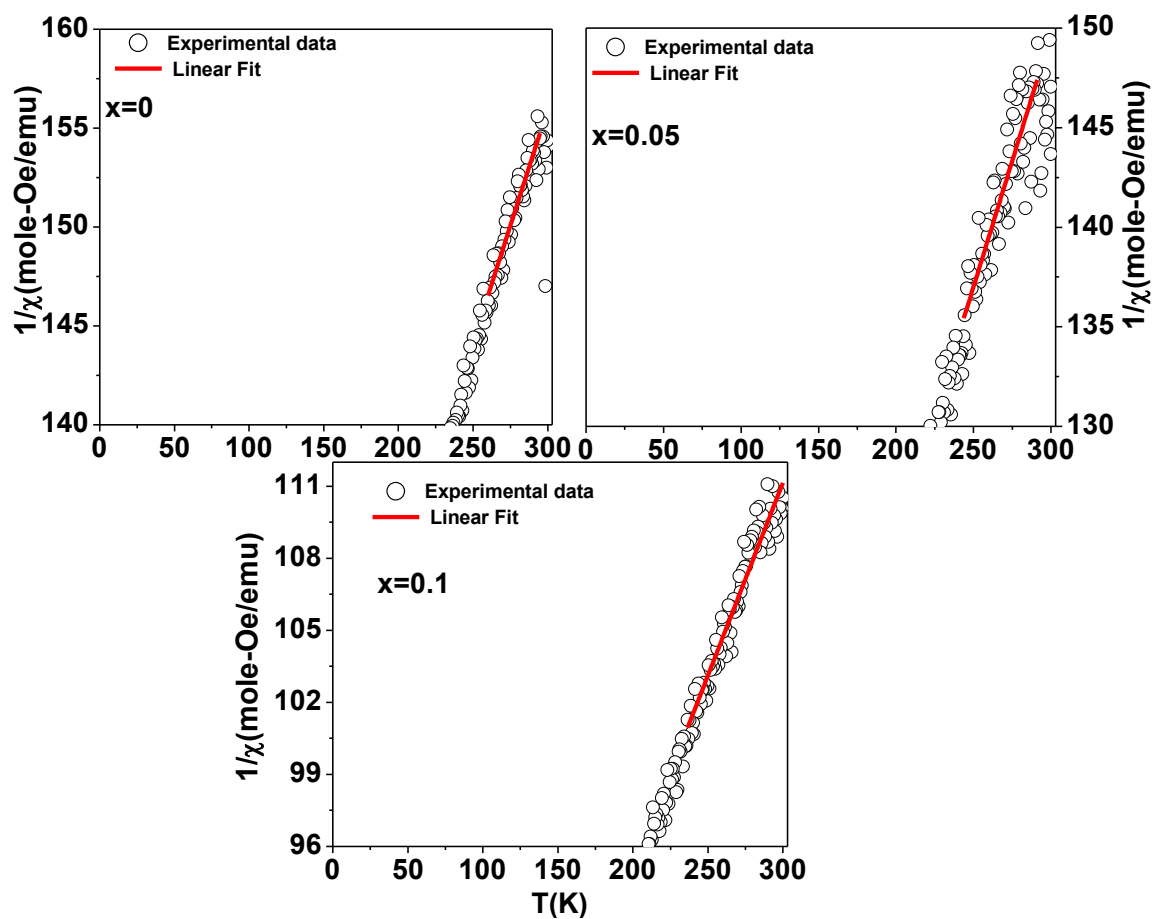 Experimental data
Linear Fit
x=0
1/χ(mole-Oe/emu)
160
155
150
145
140
0 50 100 150 200 250 300
Experimental data
Linear Fit
x=0.05
1/χ(mole-Oe/emu)
150
145
140
135
130
0 50 100 150 200 250 300
Experimental data
Linear Fit
x=0.1
1/χ(mole-Oe/emu)
111
108
105
102
99
96
0 50 100 150 200 250 300
T(K)